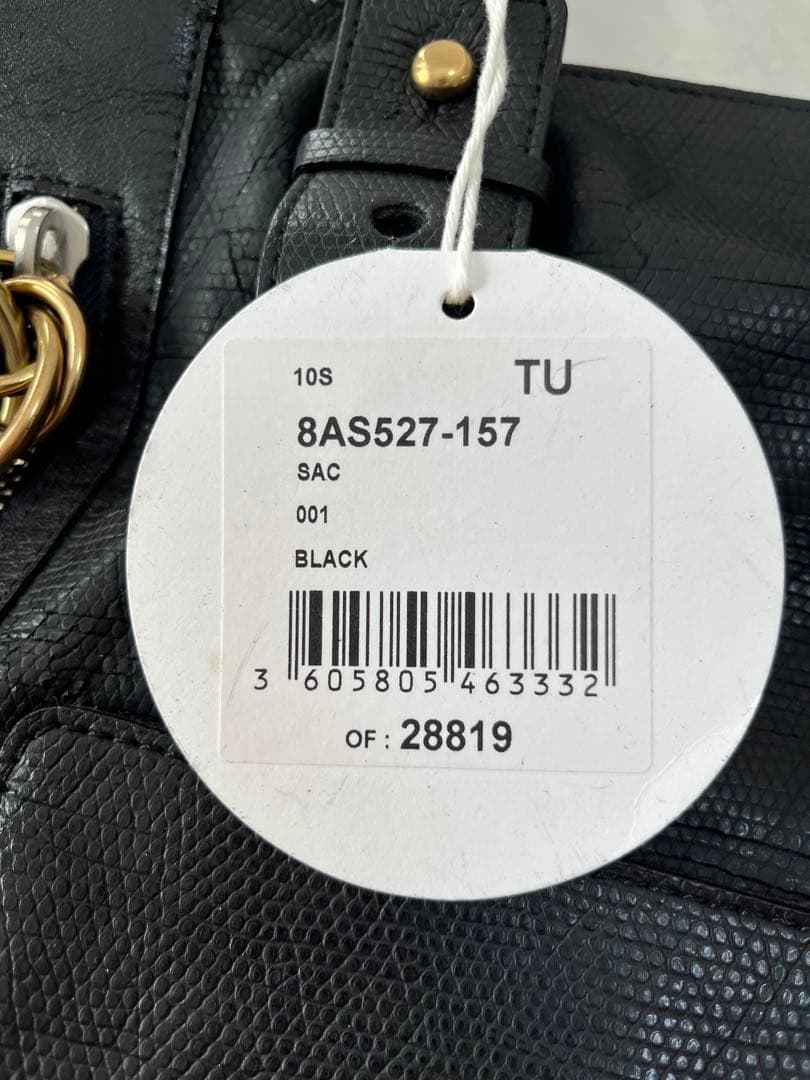 10S TU
8AS527-157
SAC
001
BLACK
3 605805 463332
OF : 28819